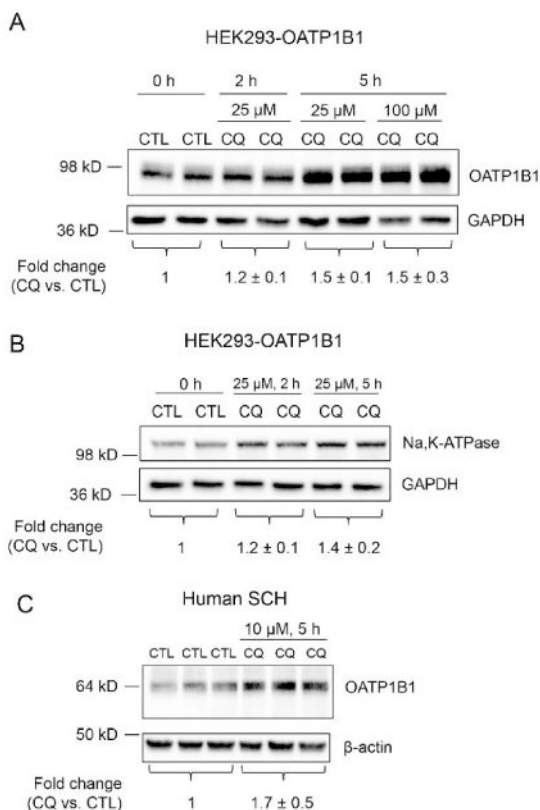 A
HEK293-OATP1B1
0 h 2 h 5 h
25 µM 25 µM 100 µM
CTL CTL CQ CQ CQ CQ CQ CQ
98 kD
OATP1B1
GAPDH
36 kD
Fold change
(CQ vs. CTL) 1 1.2 ± 0.1 1.5 ± 0.1 1.5 ± 0.3
B
HEK293-OATP1B1
0 h 25 µM, 2 h 25 µM, 5 h
CTL CTL CQ CQ CQ CQ
Na,K-ATPase
98 kD
GAPDH
36 kD
Fold change
(CQ vs. CTL) 1 1.2 ± 0.1 1.4 ± 0.2
C
Human SCH
10 µM, 5 h
CTL CTL CTL CQ CQ CQ
64 kD OATP1B1
50 kD
β-actin
Fold change
(CQ vs. CTL) 1 1.7 ± 0.5